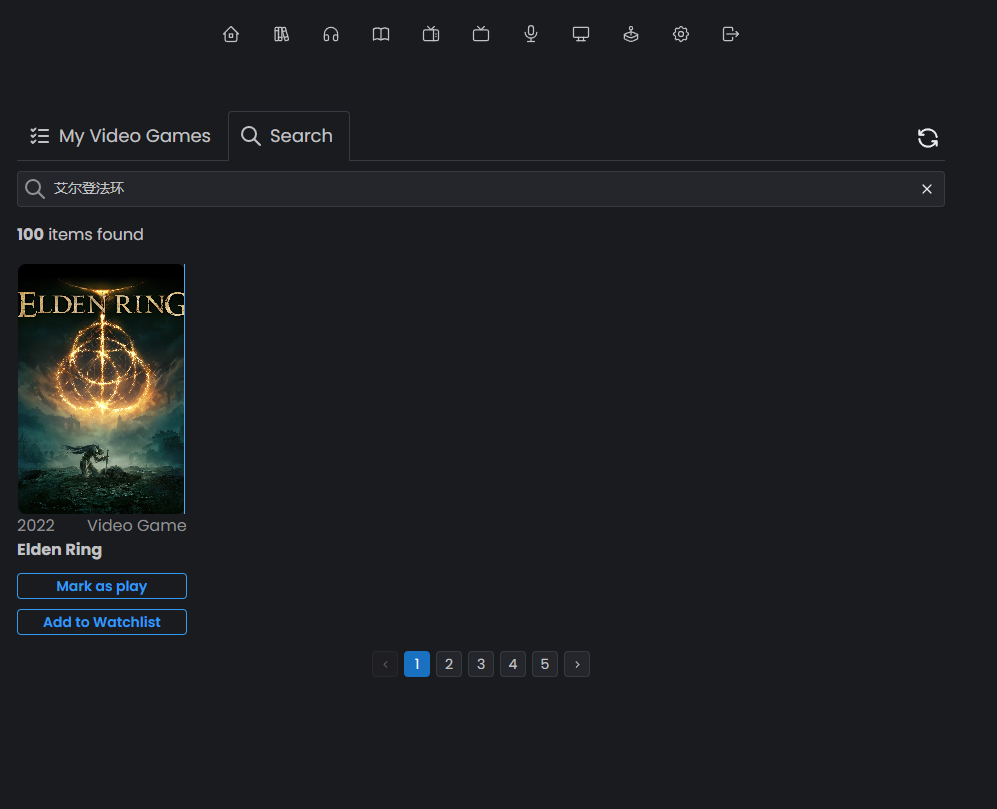 My Video Games Search
艾尔登法环
100 items found
ELDEN RING
2022 Video Game
Elden Ring
Mark as play
Add to Watchlist
‹ 1 2 3 4 5 ›